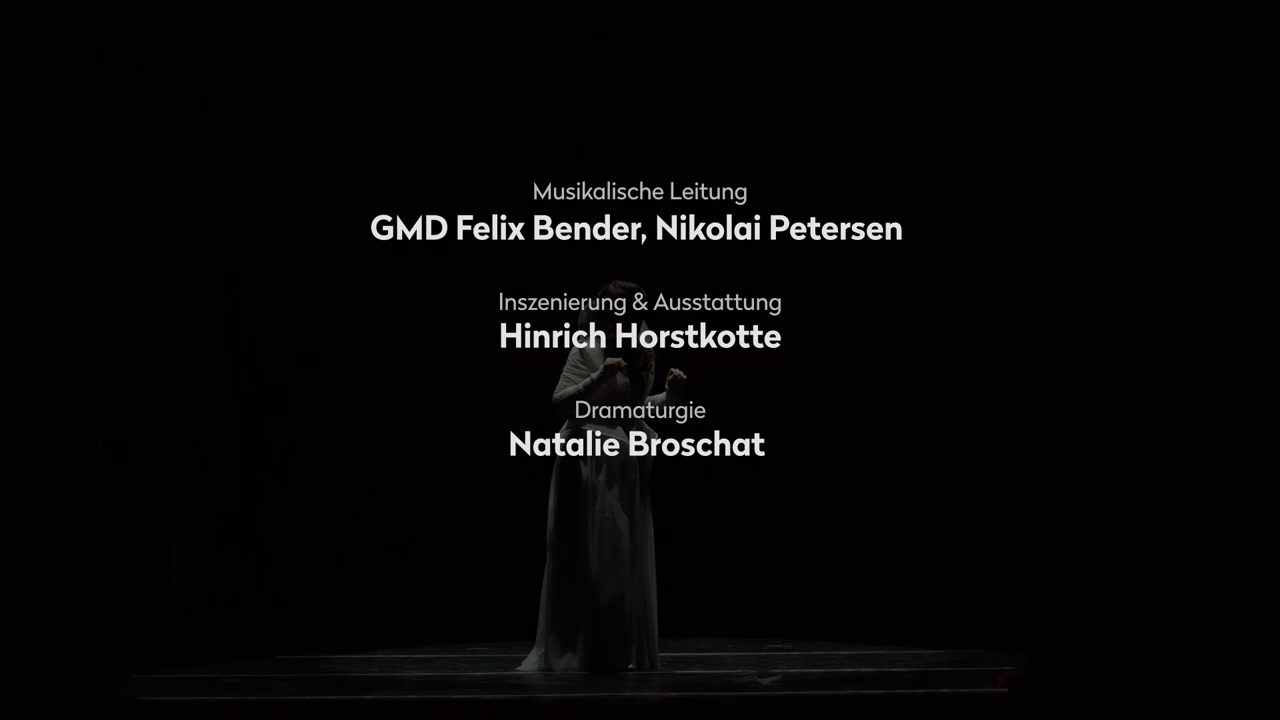 Musikalische Leitung
GMD Felix Bender, Nikolai Petersen
Inszenierung & Ausstattung
Hinrich Horstkotte
Dramaturgie
Natalie Broschat